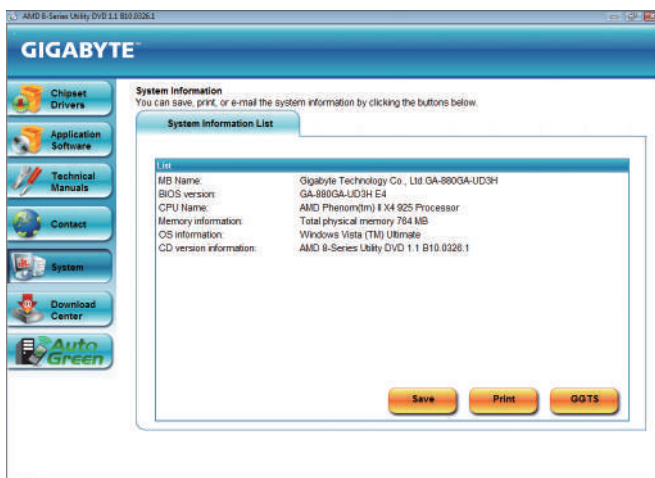 AMD 8-Series Utility DVD 1.1 B10.0326.1
GIGABYTE™
Chipset
Drivers
Application
Software
Technical
Manuals
Contact
System
Download
Center
Auto
Green
System Information
You can save, print, or e-mail the system information by clicking the buttons below.
System Information List
List
MB Name: Gigabyte Technology Co., Ltd.GA-880GA-UD3H
BIOS version: GA-880GA-UD3H E4
CPU Name: AMD Phenom(tm) II X4 925 Processor
Memory information: Total physical memory 764 MB
OS information: Windows Vista (TM) Ultimate
CD version information: AMD 8-Series Utility DVD 1.1 B10.0326.1
Save Print GGTS